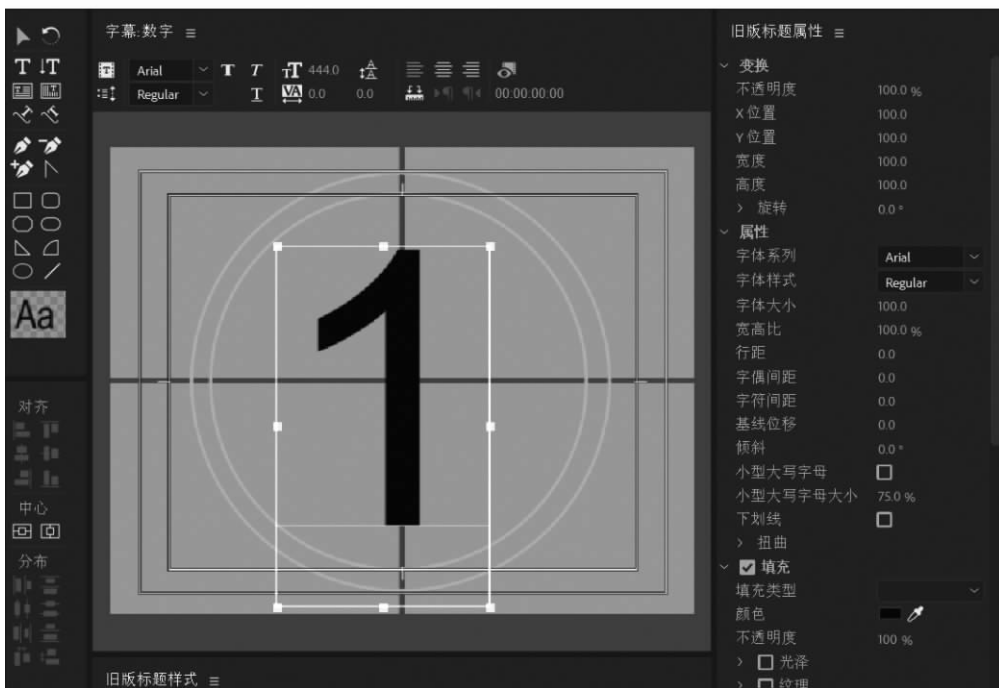 字幕:数字
T IT
Arial
T T
TT 444.0
Regular
T
VA 0.0
0.0
00:00:00:00
Aa
对齐
中心
分布
1
旧版标题样式
旧版标题属性
变换
不透明度 100.0 %
X 位置 100.0
Y 位置 100.0
宽度 100.0
高度 100.0
旋转 0.0 °
属性
字体系列 Arial
字体样式 Regular
字体大小 100.0
宽高比 100.0 %
行距 0.0
字偶间距 0.0
字符间距 0.0
基线位移 0.0
倾斜 0.0 °
小型大写字母
小型大写字母大小 75.0 %
下划线
扭曲
填充
填充类型
颜色
不透明度 100 %
光泽
纹理